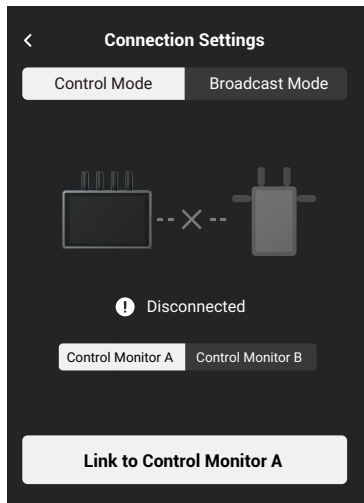 Connection Settings
Control Mode Broadcast Mode
Disconnected
Control Monitor A Control Monitor B
Link to Control Monitor A